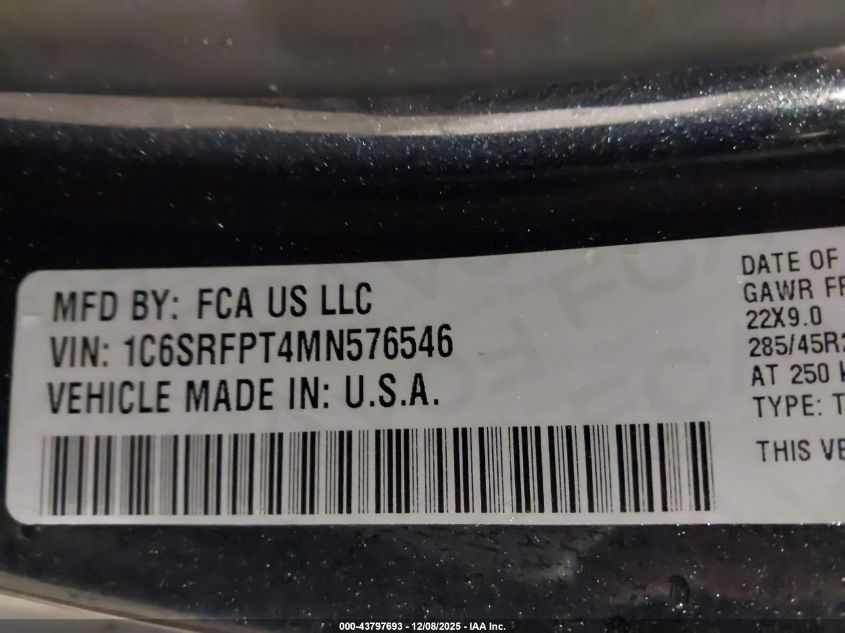 MFD BY: FCA US LLC
VIN: 1C6SRFPT4MN576546
VEHICLE MADE IN: U.S.A.
DATE OF
GAWR FR
22X9.0
285/45R2
AT 250
TYPE: T
THIS VE
000-43797693 - 12/08/2025 - IAA Inc.